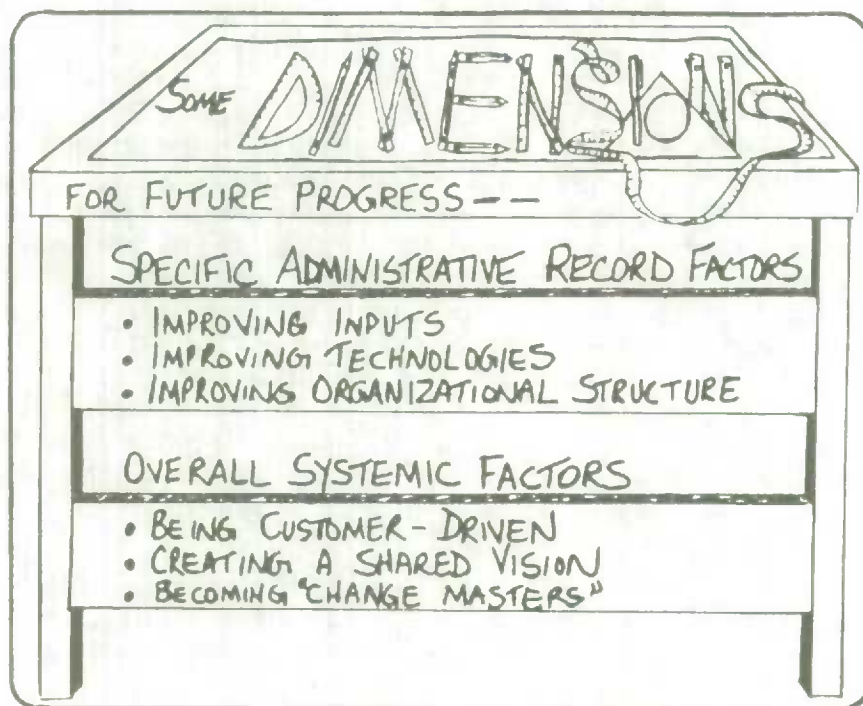 SOME DIMENSIONS
FOR FUTURE PROGRESS--
SPECIFIC ADMINISTRATIVE RECORD FACTORS
• IMPROVING INPUTS
• IMPROVING TECHNOLOGIES
• IMPROVING ORGANIZATIONAL STRUCTURE
OVERALL SYSTEMIC FACTORS
• BEING CUSTOMER-DRIVEN
• CREATING A SHARED VISION
• BECOMING "CHANGE MASTERS"